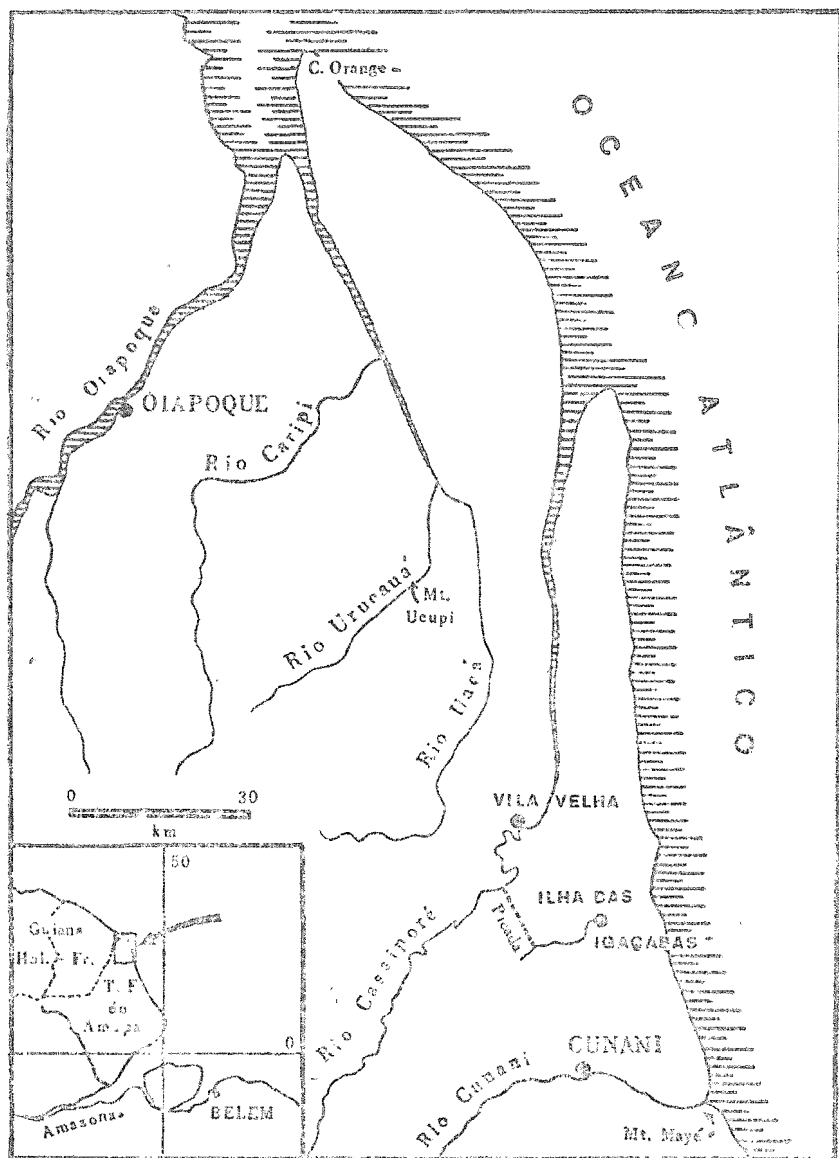 C. Orange
OCEANC ATLÂNTICO
Rio Oiapoque
OIAPOQUE
Rio Caripi
Rio Urucauá
Mt.
Ucupi
Rio Uaçá
0 30
km
VILA VELHA
ILHA DAS
IGAÇABAS
Picada
Rio Cassiporé
CUNANI
Rio Cunani
Mt. Mayé
50
Guiana
Hol. Fr.
T. F
do
Amapá
0
Amazonas
BELEM